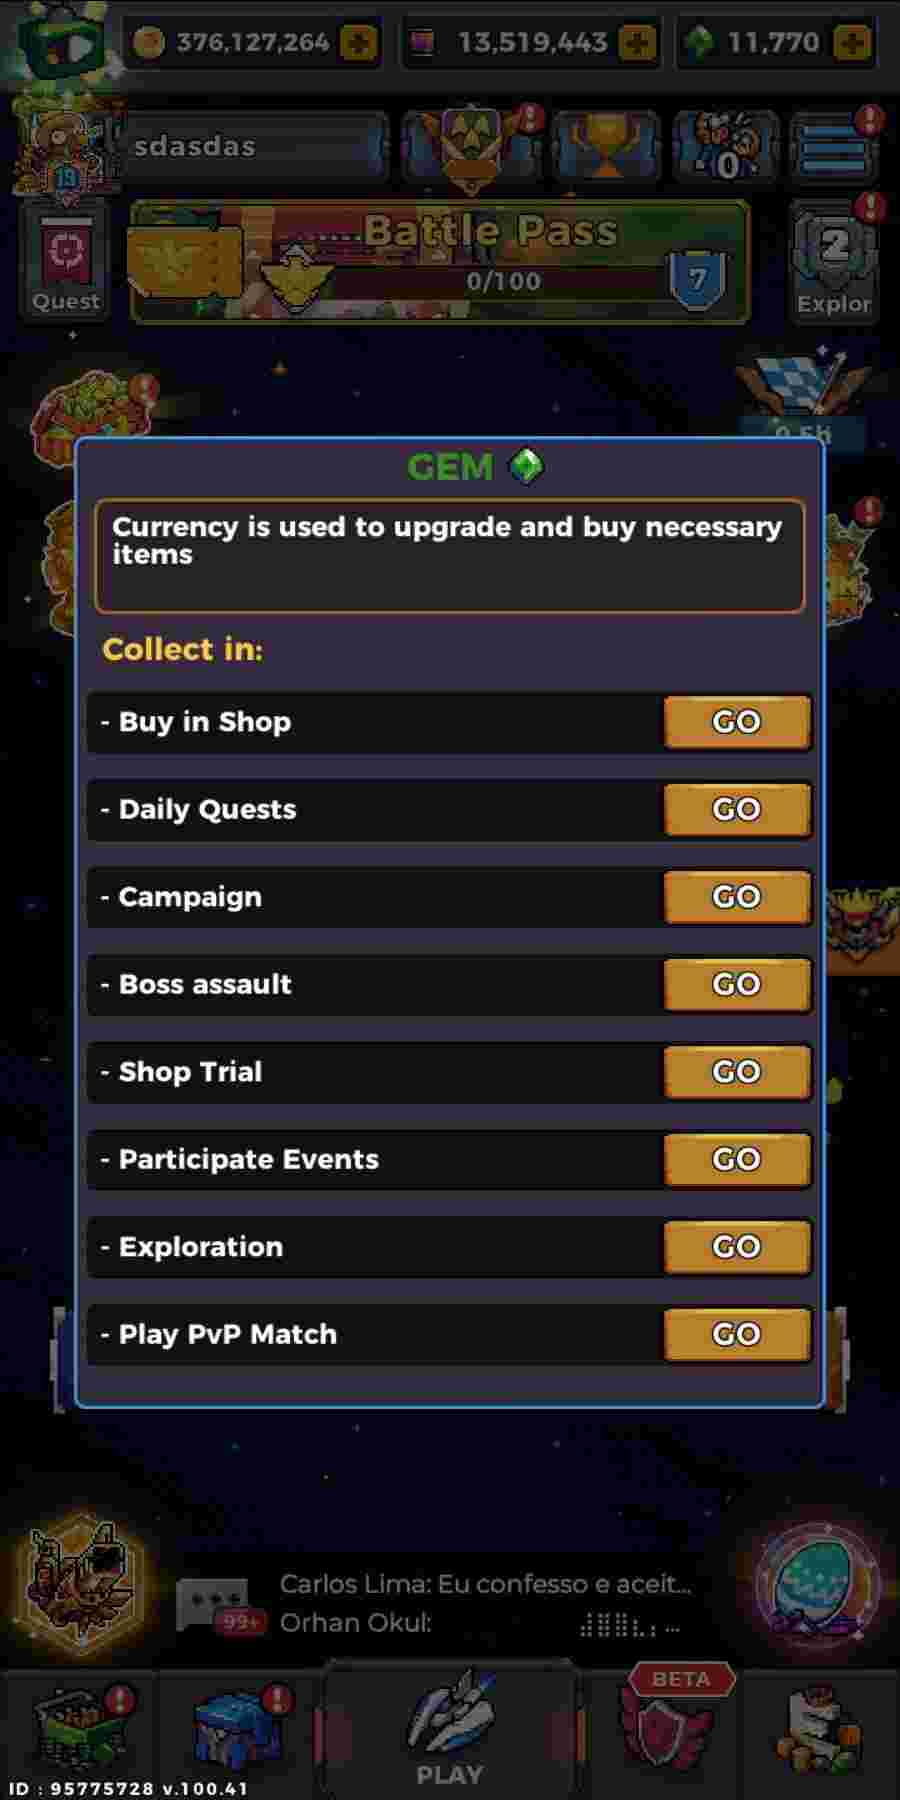 376,127,264
13,519,443
11,770
sdasdas
0
19
Battle Pass
0/100
7
Quest
2
Explor
GEM
Currency is used to upgrade and buy necessary
items
Collect in:
- Buy in Shop GO
- Daily Quests GO
- Campaign GO
- Boss assault GO
- Shop Trial GO
- Participate Events GO
- Exploration GO
- Play PvP Match GO
Carlos Lima: Eu confesso e aceit...
99+
Orhan Okul:
BETA
PLAY
ID : 95775728 v.100.41